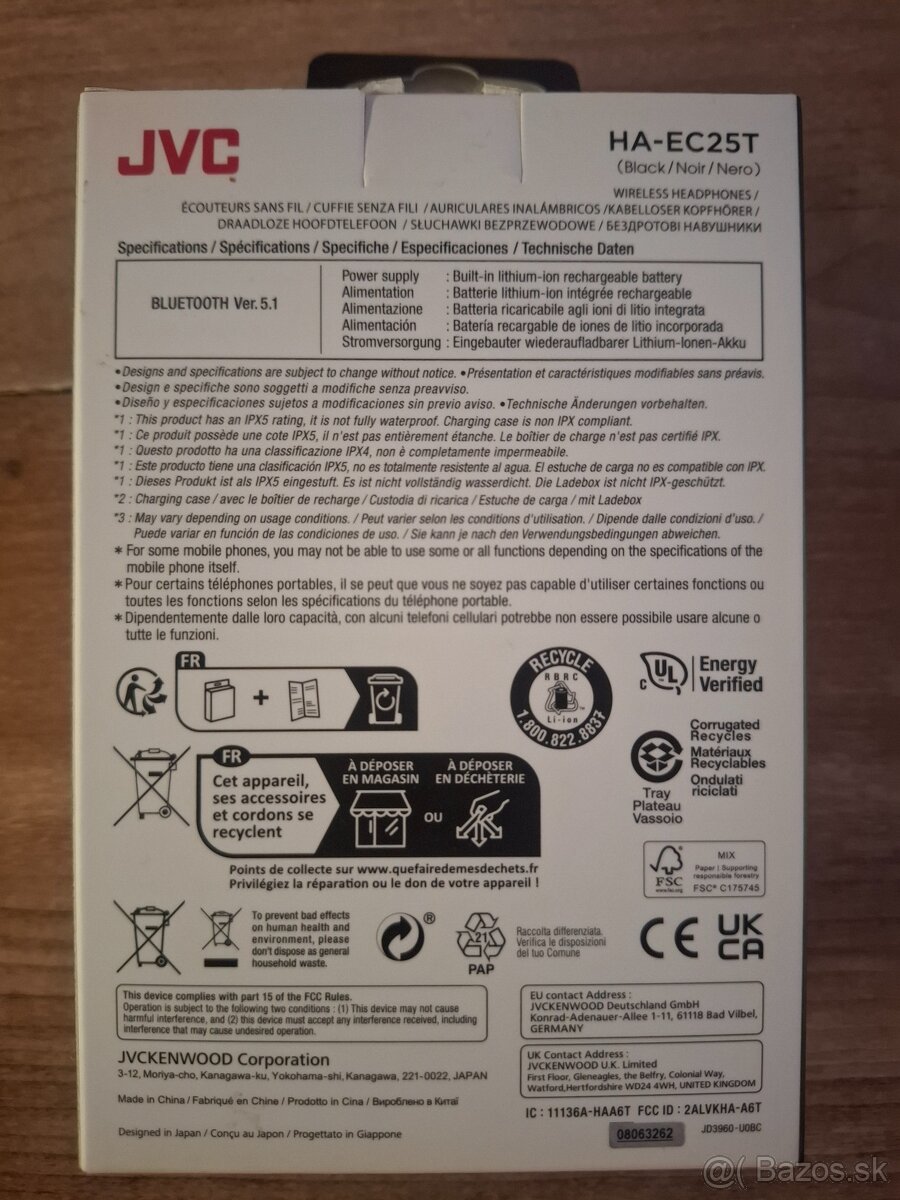 JVC
HA-EC25T
(Black/Noir/Nero)
WIRELESS HEADPHONES /
ÉCOUTEURS SANS FIL / CUFFIE SENZA FILI / AURICULARES INALÁMBRICOS /KABELLOSER KOPFHÖRER /
DRAADLOZE HOOFDTELEFOON / SŁUCHAWKI BEZPRZEWODOWE / БЕЗДРОТОВІ НАВУШНИКИ
Specifications / Spécifications / Specifiche / Especificaciones / Technische Daten
BLUETOOTH Ver. 5.1
Power supply : Built-in lithium-ion rechargeable battery
Alimentation : Batterie lithium-ion intégrée rechargeable
Alimentazione : Batteria ricaricabile agli ioni di litio integrata
Alimentación : Batería recargable de iones de litio incorporada
Stromversorgung : Eingebauter wiederaufladbarer Lithium-Ionen-Akku
•Designs and specifications are subject to change without notice. •Présentation et caractéristiques modifiables sans préavis.
•Design e specifiche sono soggetti a modifiche senza preavviso.
•Diseño y especificaciones sujetos a modificaciones sin previo aviso. •Technische Änderungen vorbehalten.
*1 : This product has an IPX5 rating, it is not fully waterproof. Charging case is non IPX compliant.
*1 : Ce produit possède une cote IPX5, il n'est pas entièrement étanche. Le boîtier de charge n'est pas certifié IPX.
*1 : Questo prodotto ha una classificazione IPX4, non è completamente impermeabile.
*1 : Este producto tiene una clasificación IPX5, no es totalmente resistente al agua. El estuche de carga no es compatible con IPX.
*1 : Dieses Produkt ist als IPX5 eingestuft. Es ist nicht vollständig wasserdicht. Die Ladebox ist nicht IPX-geschützt.
*2 : Charging case / avec le boîtier de recharge / Custodia di ricarica / Estuche de carga / mit Ladebox
*3 : May vary depending on usage conditions. / Peut varier selon les conditions d'utilisation. / Dipende dalle condizioni d'uso. /
Puede variar en función de las condiciones de uso. / Sie kann je nach den Verwendungsbedingungen abweichen.
* For some mobile phones, you may not be able to use some or all functions depending on the specifications of the
mobile phone itself.
* Pour certains téléphones portables, il se peut que vous ne soyez pas capable d'utiliser certaines fonctions ou
toutes les fonctions selon les spécifications du téléphone portable.
* Dipendentemente dalle loro capacità, con alcuni telefoni cellulari potrebbe non essere possibile usare alcune o
tutte le funzioni.
FR
+
RECYCLE
RBRC
Li-ion
1.800.822.8837
C UL
Energy
Verified
Corrugated
Recycles
Matériaux
Recyclables
Ondulati
riciclati
Tray
Plateau
Vassoio
FR
Cet appareil,
ses accessoires
et cordons se
recyclent
À DÉPOSER
EN MAGASIN
OU
À DÉPOSER
EN DÉCHÈTERIE
Points de collecte sur www.quefairedemesdechets.fr
Privilégiez la réparation ou le don de votre appareil !
FSC
www.fsc.org
MIX
Paper | Supporting
responsible forestry
FSC® C175745
To prevent bad effects
on human health and
environment, please
don't dispose as general
household waste.
®
21
PAP
Raccolta differenziata.
Verifica le disposizioni
del tuo Comune
CE
UK
CA
This device complies with part 15 of the FCC Rules.
Operation is subject to the following two conditions : (1) This device may not cause
harmful interference, and (2) this device must accept any interference received, including
interference that may cause undesired operation.
EU contact Address :
JVCKENWOOD Deutschland GmbH
Konrad-Adenauer-Allee 1-11, 61118 Bad Vilbel,
GERMANY
JVCKENWOOD Corporation
3-12, Moriya-cho, Kanagawa-ku, Yokohama-shi, Kanagawa, 221-0022, JAPAN
UK Contact Address :
JVCKENWOOD U.K. Limited
First Floor, Gleneagles, the Belfry, Colonial Way,
Watford,Hertfordshire WD24 4WH, UNITED KINGDOM
Made in China / Fabriqué en Chine / Prodotto in Cina / Вироблено в Китаї
IC : 11136A-HAA6T FCC ID : 2ALVKHA-A6T
Designed in Japan / Conçu au Japon / Progettato in Giappone
08063262
JD3960-U0BC
@( Bazos.sk